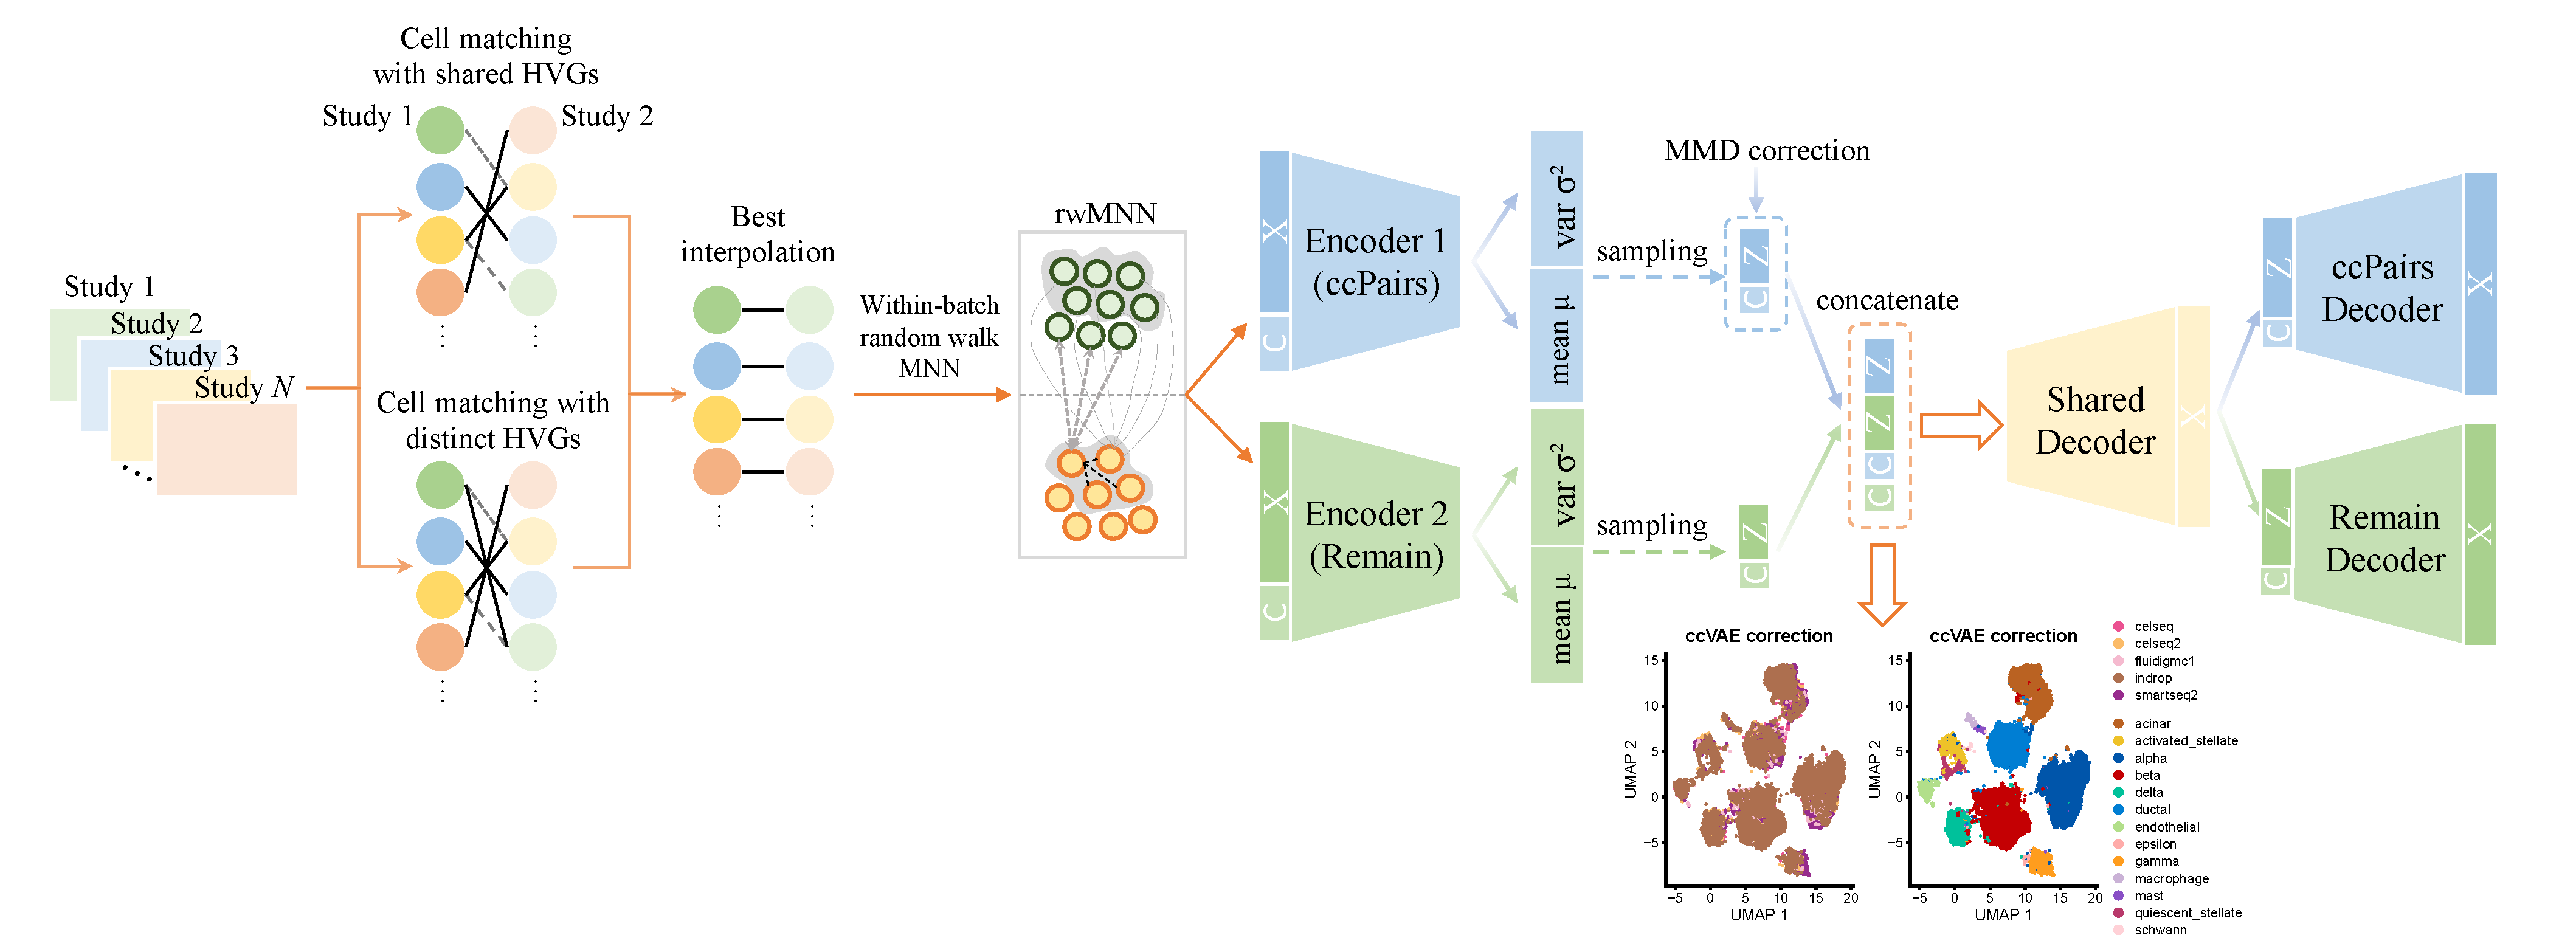 Cell matching
with shared HVGs
Study 1
Study 2
Study 1
Study 2
Study 3
Study N
Cell matching with
distinct HVGs
Best
interpolation
Within-batch
random walk
MNN
rwMNN
X
C
Encoder 1
(ccPairs)
X
C
Encoder 2
(Remain)
var σ²
mean μ
var σ²
mean μ
sampling
sampling
MMD correction
Z
C
Z
C
concatenate
Z
Z
C
C
Shared
Decoder
X
Z
C
ccPairs
Decoder
X
Z
C
Remain
Decoder
X
ccVAE correction
15
10
5
0
−5
UMAP 2
−5 0 5 10 15 20
UMAP 1
ccVAE correction
15
10
5
0
−5
UMAP 2
−5 0 5 10 15 20
UMAP 1
celseq
celseq2
fluidigmc1
indrop
smartseq2
acinar
activated_stellate
alpha
beta
delta
ductal
endothelial
epsilon
gamma
macrophage
mast
quiescent_stellate
schwann